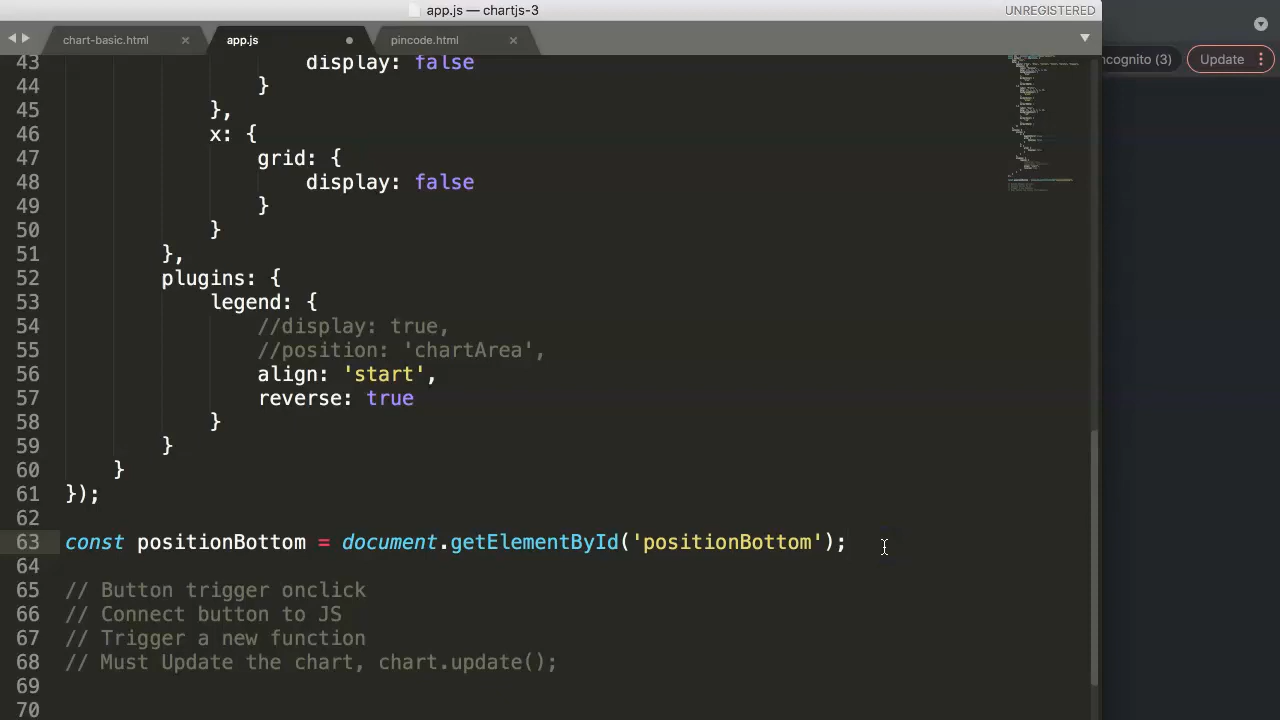 app.js — chartjs-3
UNREGISTERED
chart-basic.html
app.js
pincode.html
ncognito (3)
Update
43 display: false
44 }
45 },
46 x: {
47 grid: {
48 display: false
49 }
50 }
51 },
52 plugins: {
53 legend: {
54 //display: true,
55 //position: 'chartArea',
56 align: 'start',
57 reverse: true
58 }
59 }
60 }
61 });
62
63 const positionBottom = document.getElementById('positionBottom');
64
65 // Button trigger onclick
66 // Connect button to JS
67 // Trigger a new function
68 // Must Update the chart, chart.update();
69
70